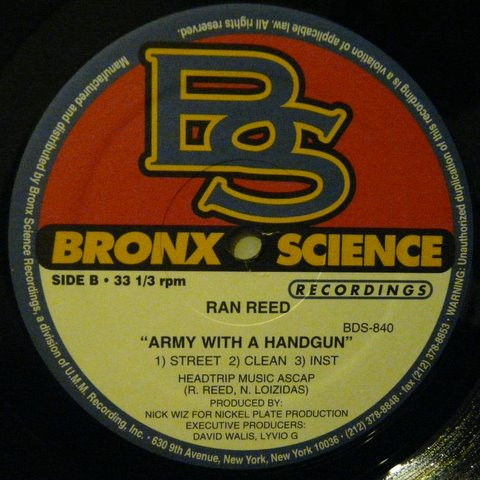 BS
BRONX SCIENCE
RECORDINGS
SIDE B • 33 1/3 rpm
RAN REED
BDS-840
"ARMY WITH A HANDGUN"
1) STREET 2) CLEAN 3) INST
HEADTRIP MUSIC ASCAP
(R. REED, N. LOIZIDAS)
PRODUCED BY:
NICK WIZ FOR NICKEL PLATE PRODUCTION
EXECUTIVE PRODUCERS:
DAVID WALIS, LYVIO G
Manufactured and distributed by Bronx Science Recordings, a division of U.M.M. Recording, Inc. • 630 9th Avenue, New York, New York 10036 • (212) 378-8848 • fax (212) 378-8853 • WARNING: Unauthorized duplication of this recording is a violation of applicable law. All rights reserved.